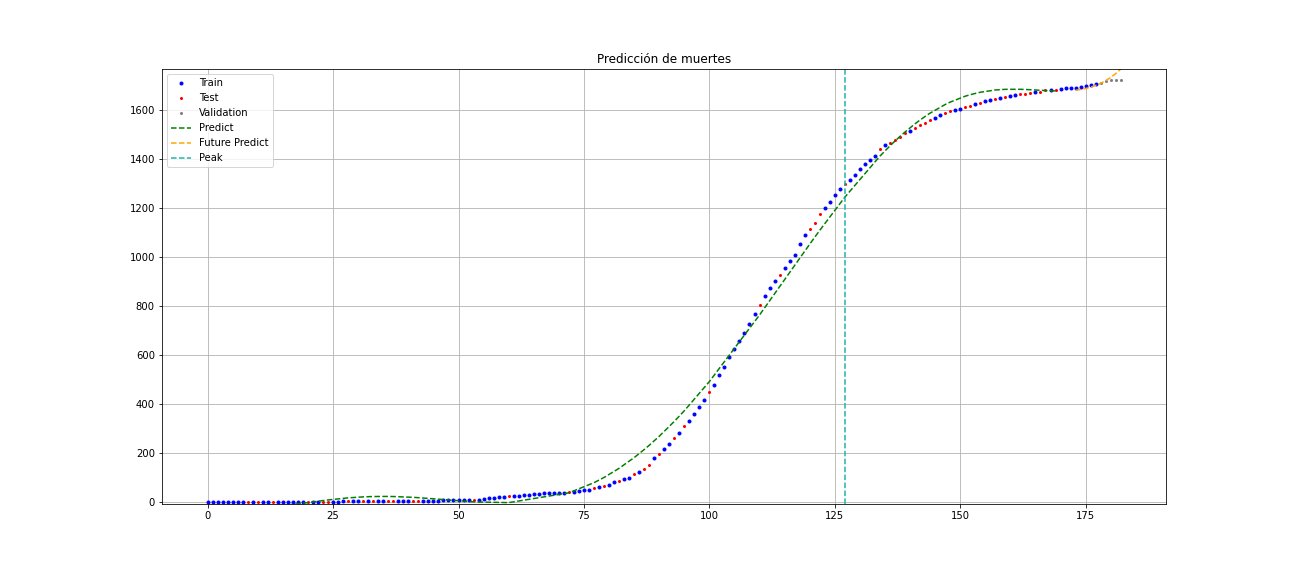 Predicción de muertes
Train
Test
Validation
Predict
Future Predict
Peak
1600
1400
1200
1000
800
600
400
200
0
0 25 50 75 100 125 150 175